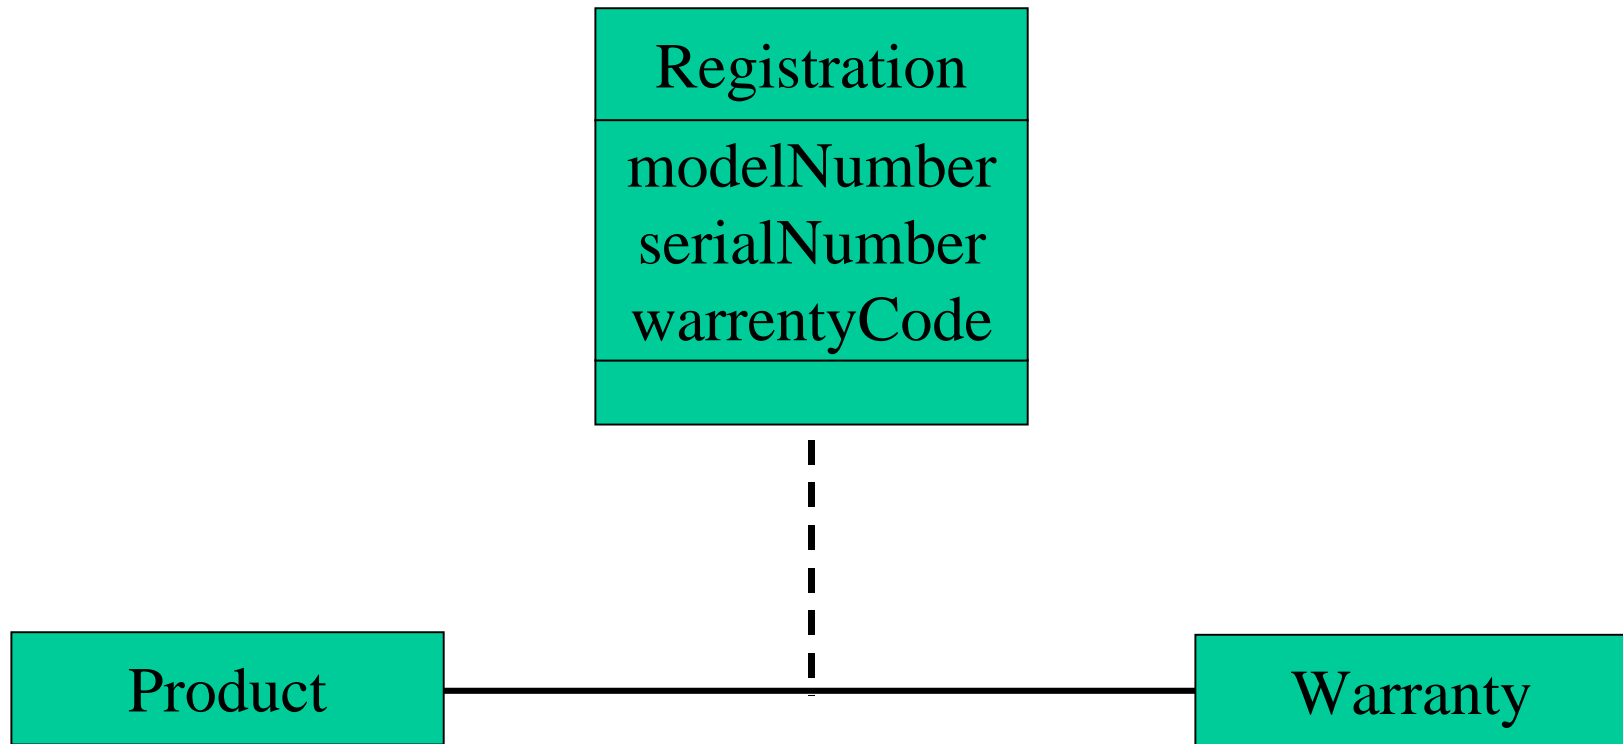 Registration
modelNumber
serialNumber
warrentyCode
Product
Warranty